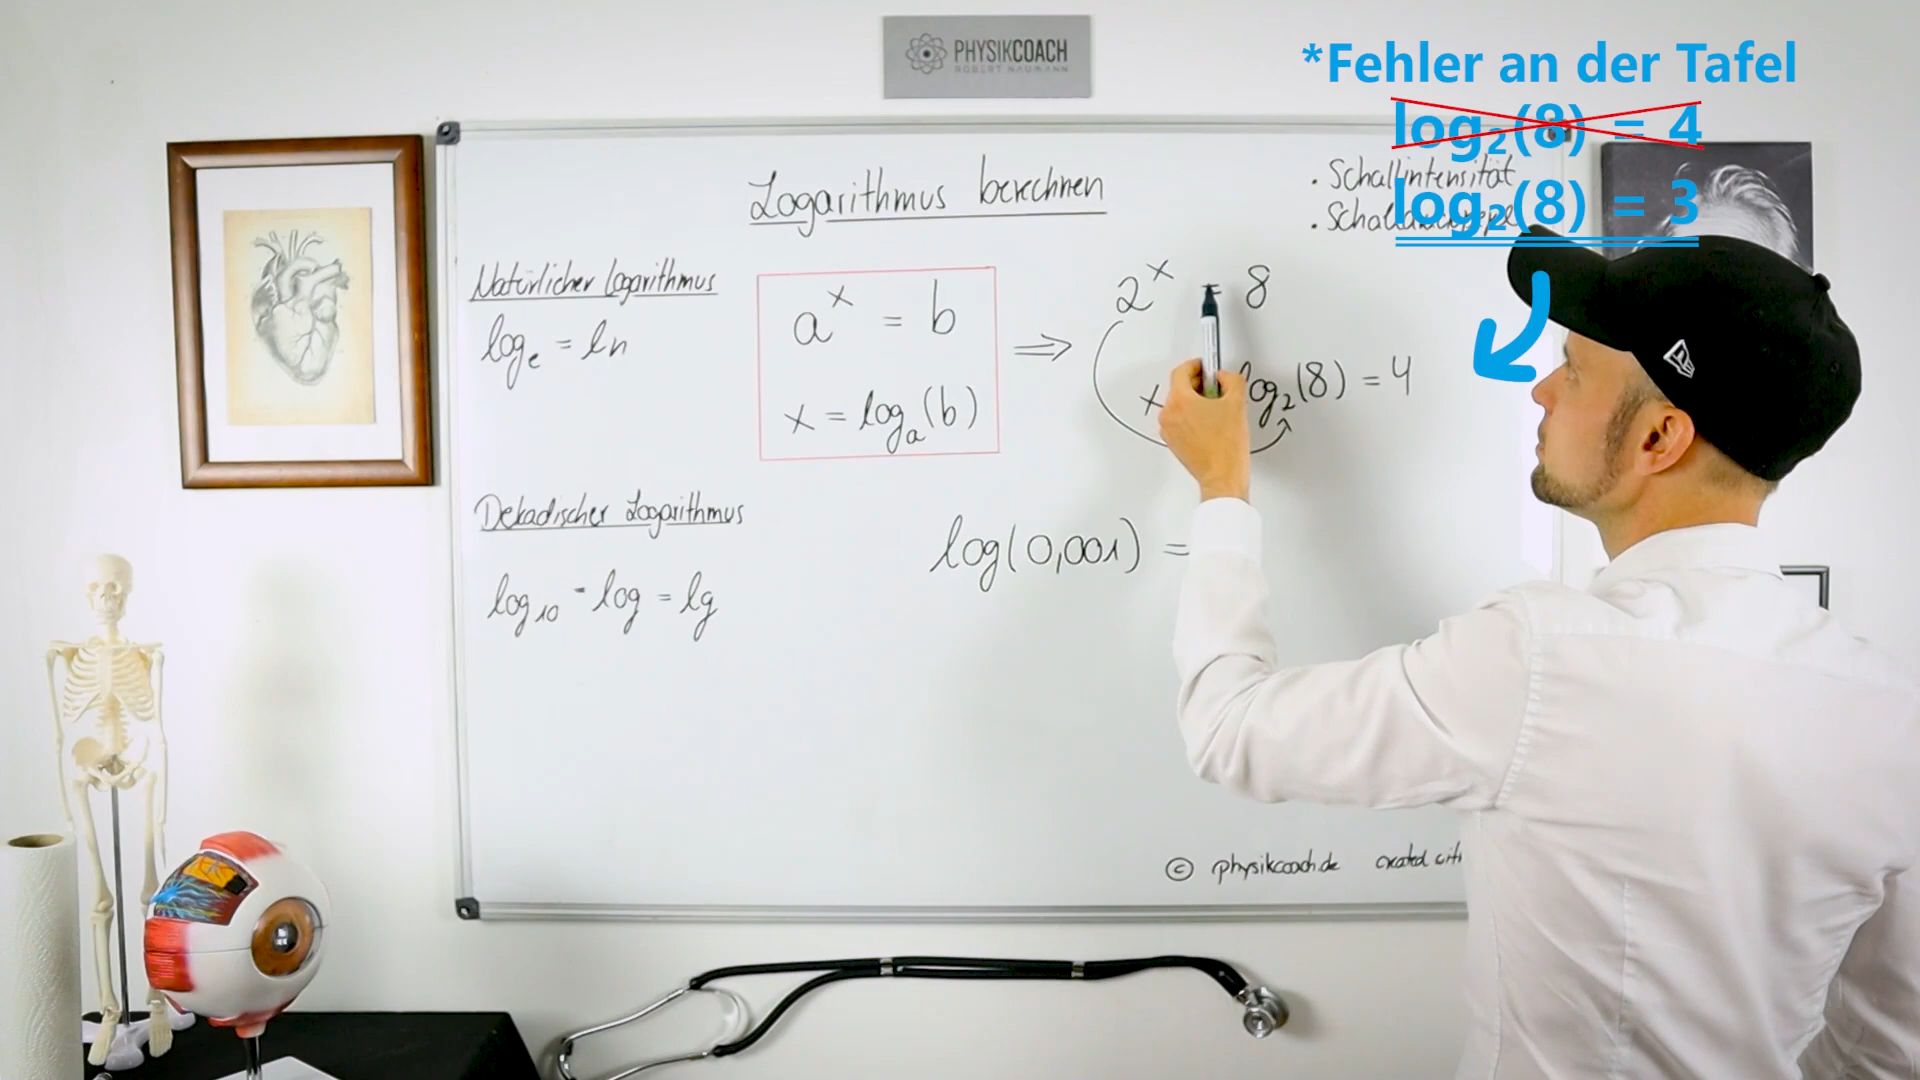 PHYSIKCOACH
ROBERT NAUMANN
*Fehler an der Tafel
log₂(8) = 4
log₂(8) = 3
Logarithmus berechnen
· Schallintensität
·
Natürlicher Logarithmus
logₑ = ln
aˣ = b
x = logₐ(b)
⇒
2ˣ = 8
x log₂(8) = 4
Dekadischer Logarithmus
log₁₀ = log = lg
log(0,001) =
© physikcoach.de created